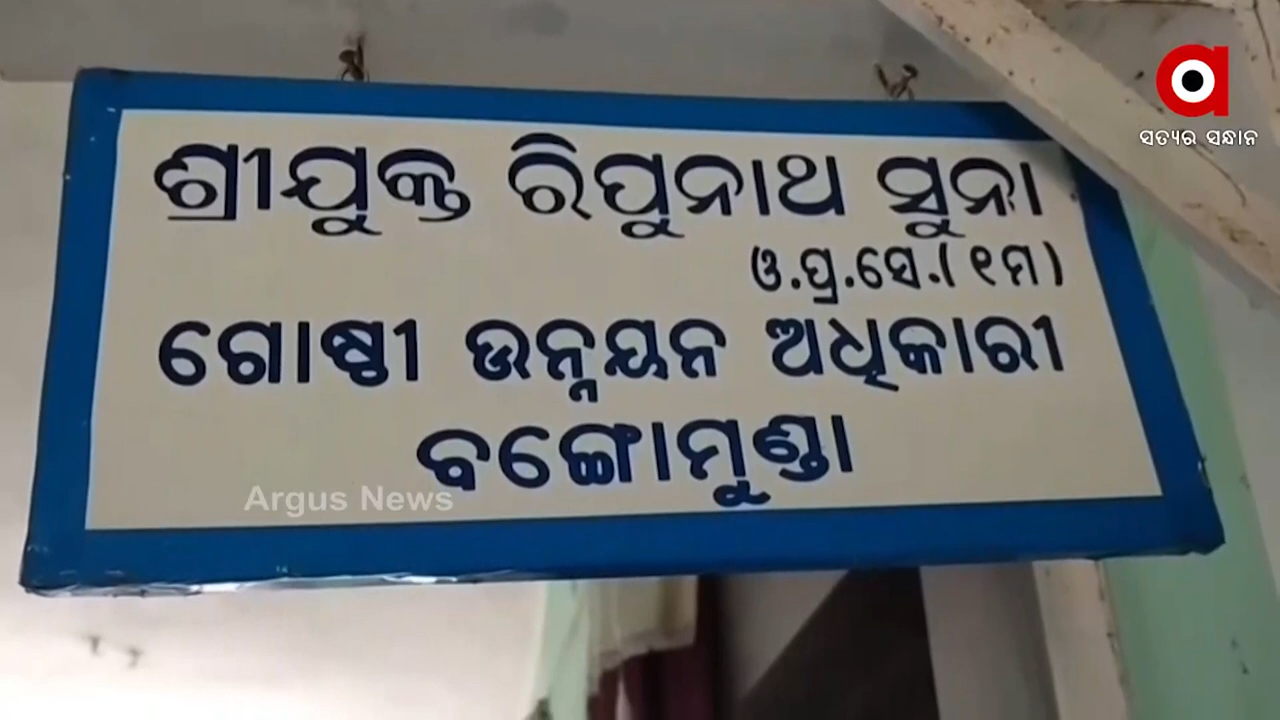 ସତ୍ୟର ସନ୍ଧାନ
ଶ୍ରୀଯୁକ୍ତ ରିପୁନାଥ ସୁନା
ଓ.ପ୍ର.ସେ.(୧ମ)
ଗୋଷ୍ଠୀ ଉନ୍ନୟନ ଅଧିକାରୀ
ବଙ୍ଗୋମୁଣ୍ଡା
Argus News